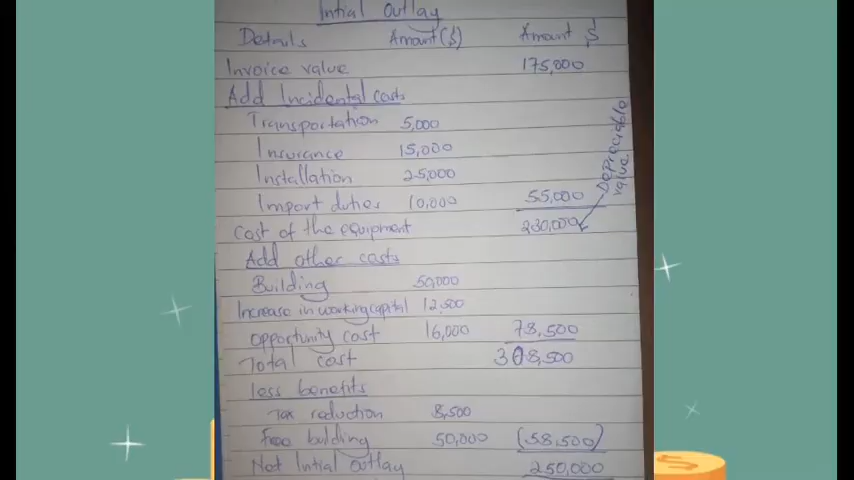 Intial Outlay
Details Amount ($) Amount $
Invoice value 175,000
Add Incidental costs
Transportation 5,000
Insurance 15,000
Installation 25,000
Import duties 10,000 55,000
Cost of the equipment 230,000
Depreciable value
Add other costs
Building 50,000
Increase in working capital 12,500
Opportunity cost 16,000 78,500
Total cost 308,500
less benefits
Tax reduction 8,500
Free building 50,000 (58,500)
Net Intial Outlay 250,000